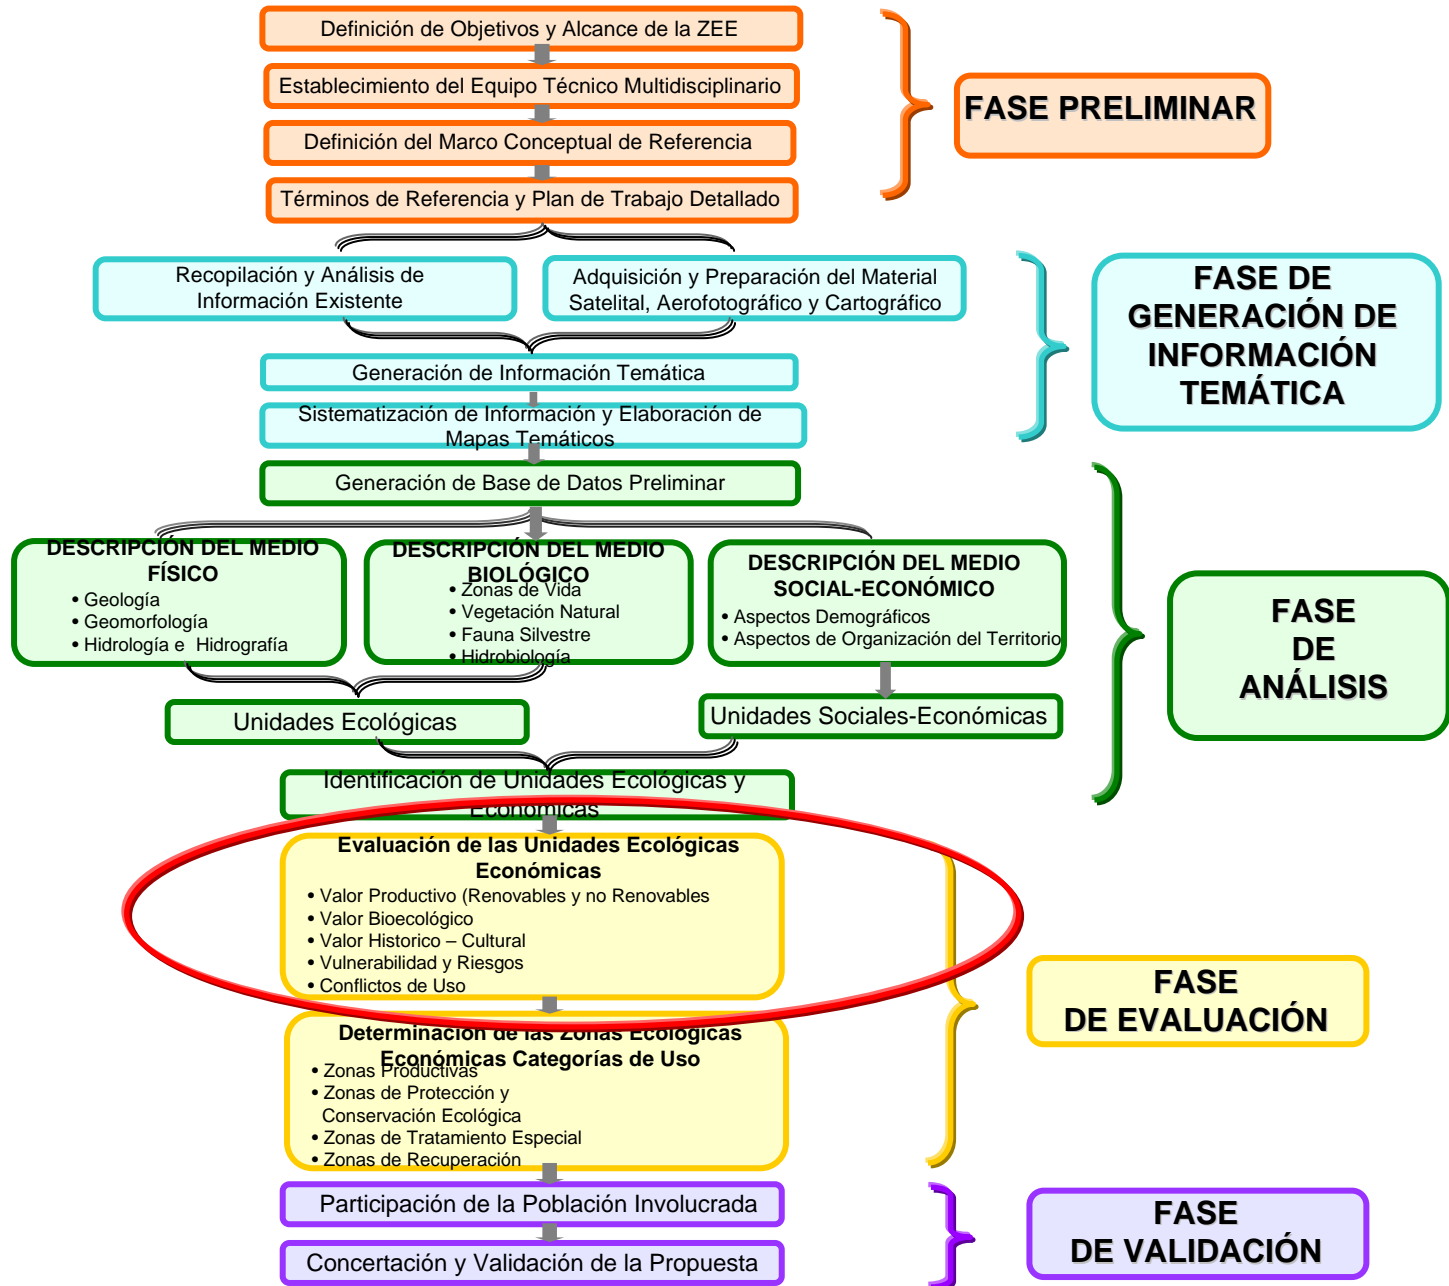 Definición de Objetivos y Alcance de la ZEE
Establecimiento del Equipo Técnico Multidisciplinario
Definición del Marco Conceptual de Referencia
Términos de Referencia y Plan de Trabajo Detallado
FASE PRELIMINAR
Recopilación y Análisis de
Información Existente
Adquisición y Preparación del Material
Satelital, Aerofotográfico y Cartográfico
Generación de Información Temática
Sistematización de Información y Elaboración de
Mapas Temáticos
FASE DE
GENERACIÓN DE
INFORMACIÓN
TEMÁTICA
Generación de Base de Datos Preliminar
DESCRIPCIÓN DEL MEDIO
FÍSICO
• Geología
• Geomorfología
• Hidrología e Hidrografía
DESCRIPCIÓN DEL MEDIO
BIOLÓGICO
• Zonas de Vida
• Vegetación Natural
• Fauna Silvestre
• Hidrobiología
DESCRIPCIÓN DEL MEDIO
SOCIAL-ECONÓMICO
• Aspectos Demográficos
• Aspectos de Organización del Territorio
Unidades Ecológicas
Unidades Sociales-Económicas
Identificación de Unidades Ecológicas y
Económicas
FASE
DE
ANÁLISIS
Evaluación de las Unidades Ecológicas
Económicas
• Valor Productivo (Renovables y no Renovables
• Valor Bioecológico
• Valor Historico – Cultural
• Vulnerabilidad y Riesgos
• Conflictos de Uso
Determinación de las Zonas Ecológicas
Económicas Categorías de Uso
• Zonas Productivas
• Zonas de Protección y
Conservación Ecológica
• Zonas de Tratamiento Especial
• Zonas de Recuperación
FASE
DE EVALUACIÓN
Participación de la Población Involucrada
Concertación y Validación de la Propuesta
FASE
DE VALIDACIÓN